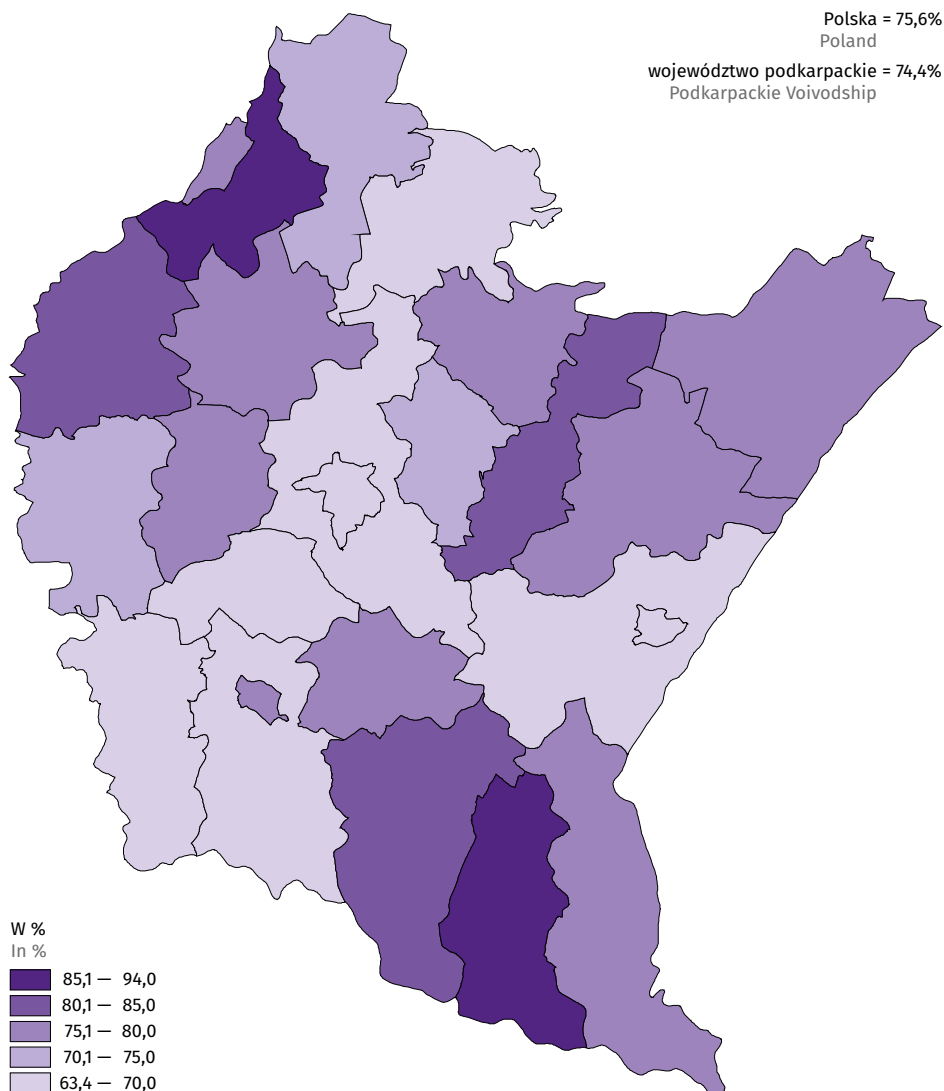 Polska = 75,6%
Poland
województwo podkarpackie = 74,4%
Podkarpackie Voivodship
W %
In %
85,1 — 94,0
80,1 — 85,0
75,1 — 80,0
70,1 — 75,0
63,4 — 70,0